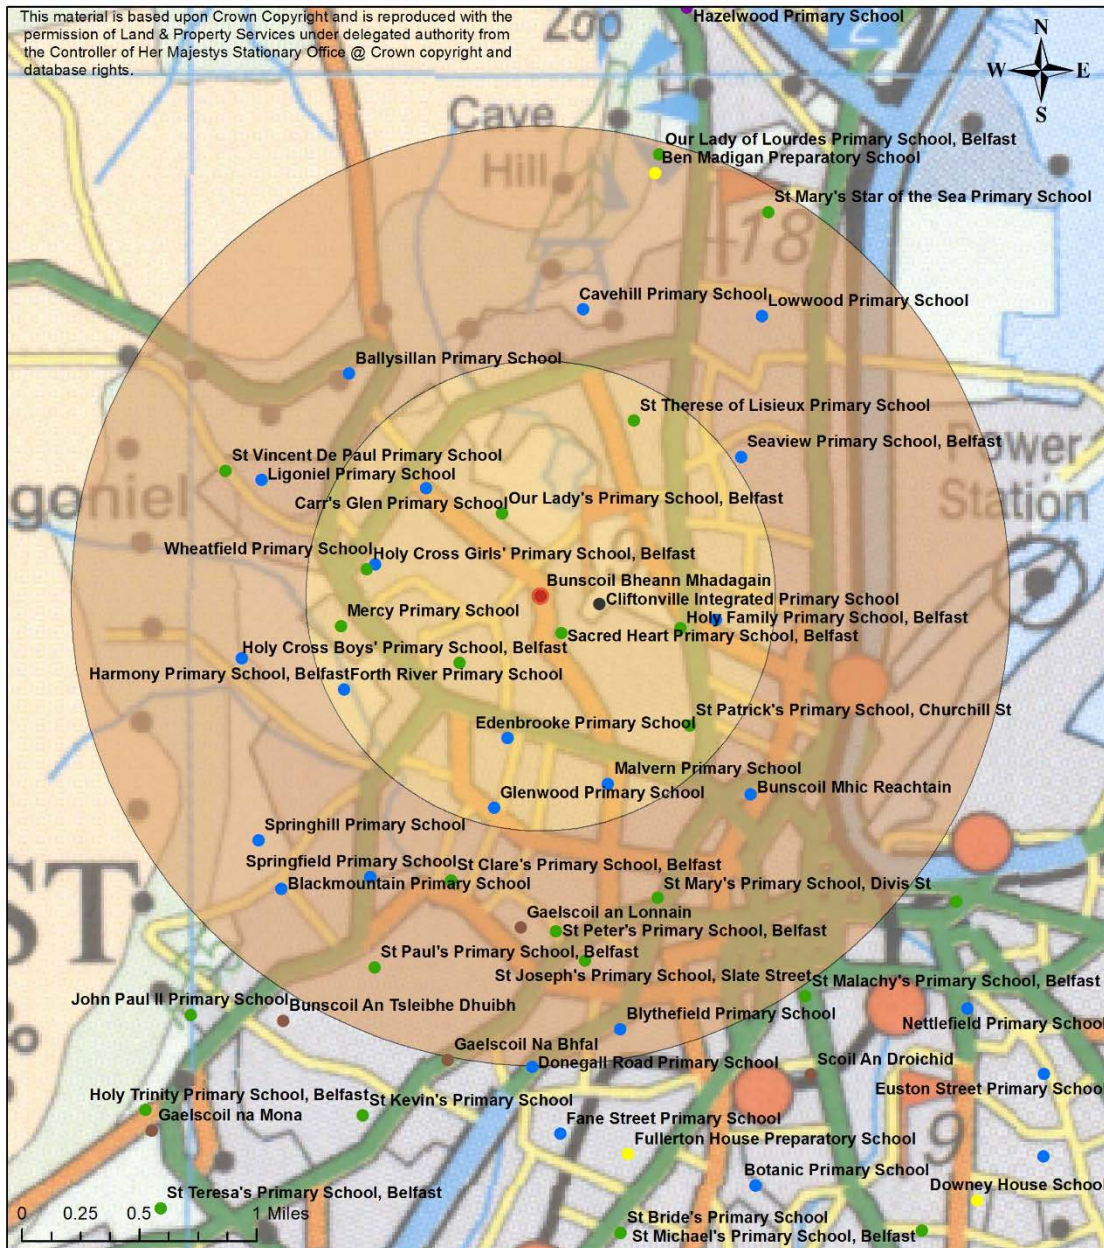 This material is based upon Crown Copyright and is reproduced with the
permission of Land & Property Services under delegated authority from
the Controller of Her Majestys Stationary Office @ Crown copyright and
database rights.
Hazelwood Primary School
2
N
W E
S
Cave
Hill
Our Lady of Lourdes Primary School, Belfast
Ben Madigan Preparatory School
St Mary's Star of the Sea Primary School
18
Cavehill Primary School
Lowwood Primary School
Ballysillan Primary School
St Therese of Lisieux Primary School
Seaview Primary School, Belfast
Power
Station
St Vincent De Paul Primary School
Ligoniel Primary School
goniel
Carr's Glen Primary School
Our Lady's Primary School, Belfast
Wheatfield Primary School
Holy Cross Girls' Primary School, Belfast
Bunscoil Bheann Mhadagain
Cliftonville Integrated Primary School
Mercy Primary School
Holy Family Primary School, Belfast
Sacred Heart Primary School, Belfast
Holy Cross Boys' Primary School, Belfast
Harmony Primary School, Belfast
Forth River Primary School
St Patrick's Primary School, Churchill St
Edenbrooke Primary School
Malvern Primary School
Glenwood Primary School
Bunscoil Mhic Reachtain
Springhill Primary School
Springfield Primary School
St Clare's Primary School, Belfast
Blackmountain Primary School
St Mary's Primary School, Divis St
ST
Gaelscoil an Lonnain
St Peter's Primary School, Belfast
St Paul's Primary School, Belfast
St Joseph's Primary School, Slate Street
St Malachy's Primary School, Belfast
John Paul II Primary School
Bunscoil An Tsleibhe Dhuibh
Blythefield Primary School
Nettlefield Primary School
Gaelscoil Na Bhfal
Donegall Road Primary School
Scoil An Droichid
Euston Street Primary School
Holy Trinity Primary School, Belfast
Gaelscoil na Mona
St Kevin's Primary School
Fane Street Primary School
Fullerton House Preparatory School
9
Botanic Primary School
Downey House School
St Teresa's Primary School, Belfast
St Bride's Primary School
St Michael's Primary School, Belfast
0 0.25 0.5 1 Miles